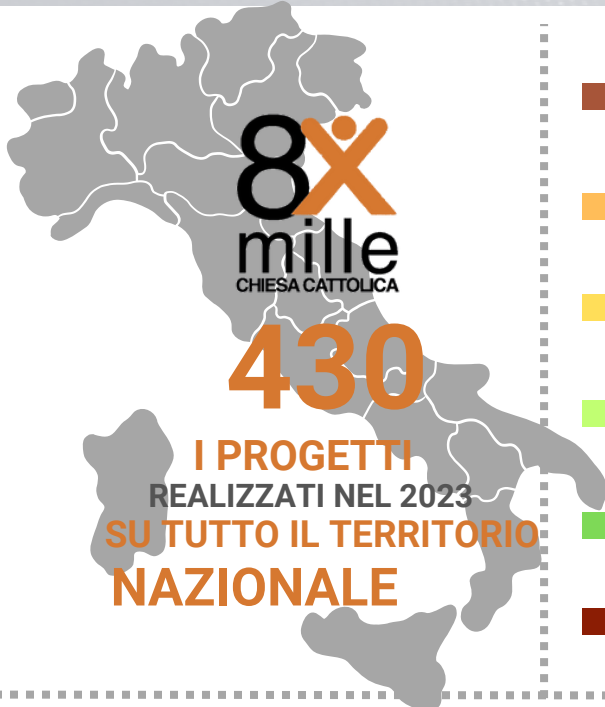 8X
mille
CHIESA CATTOLICA
430
I PROGETTI
REALIZZATI NEL 2023
SU TUTTO IL TERRITORIO
NAZIONALE